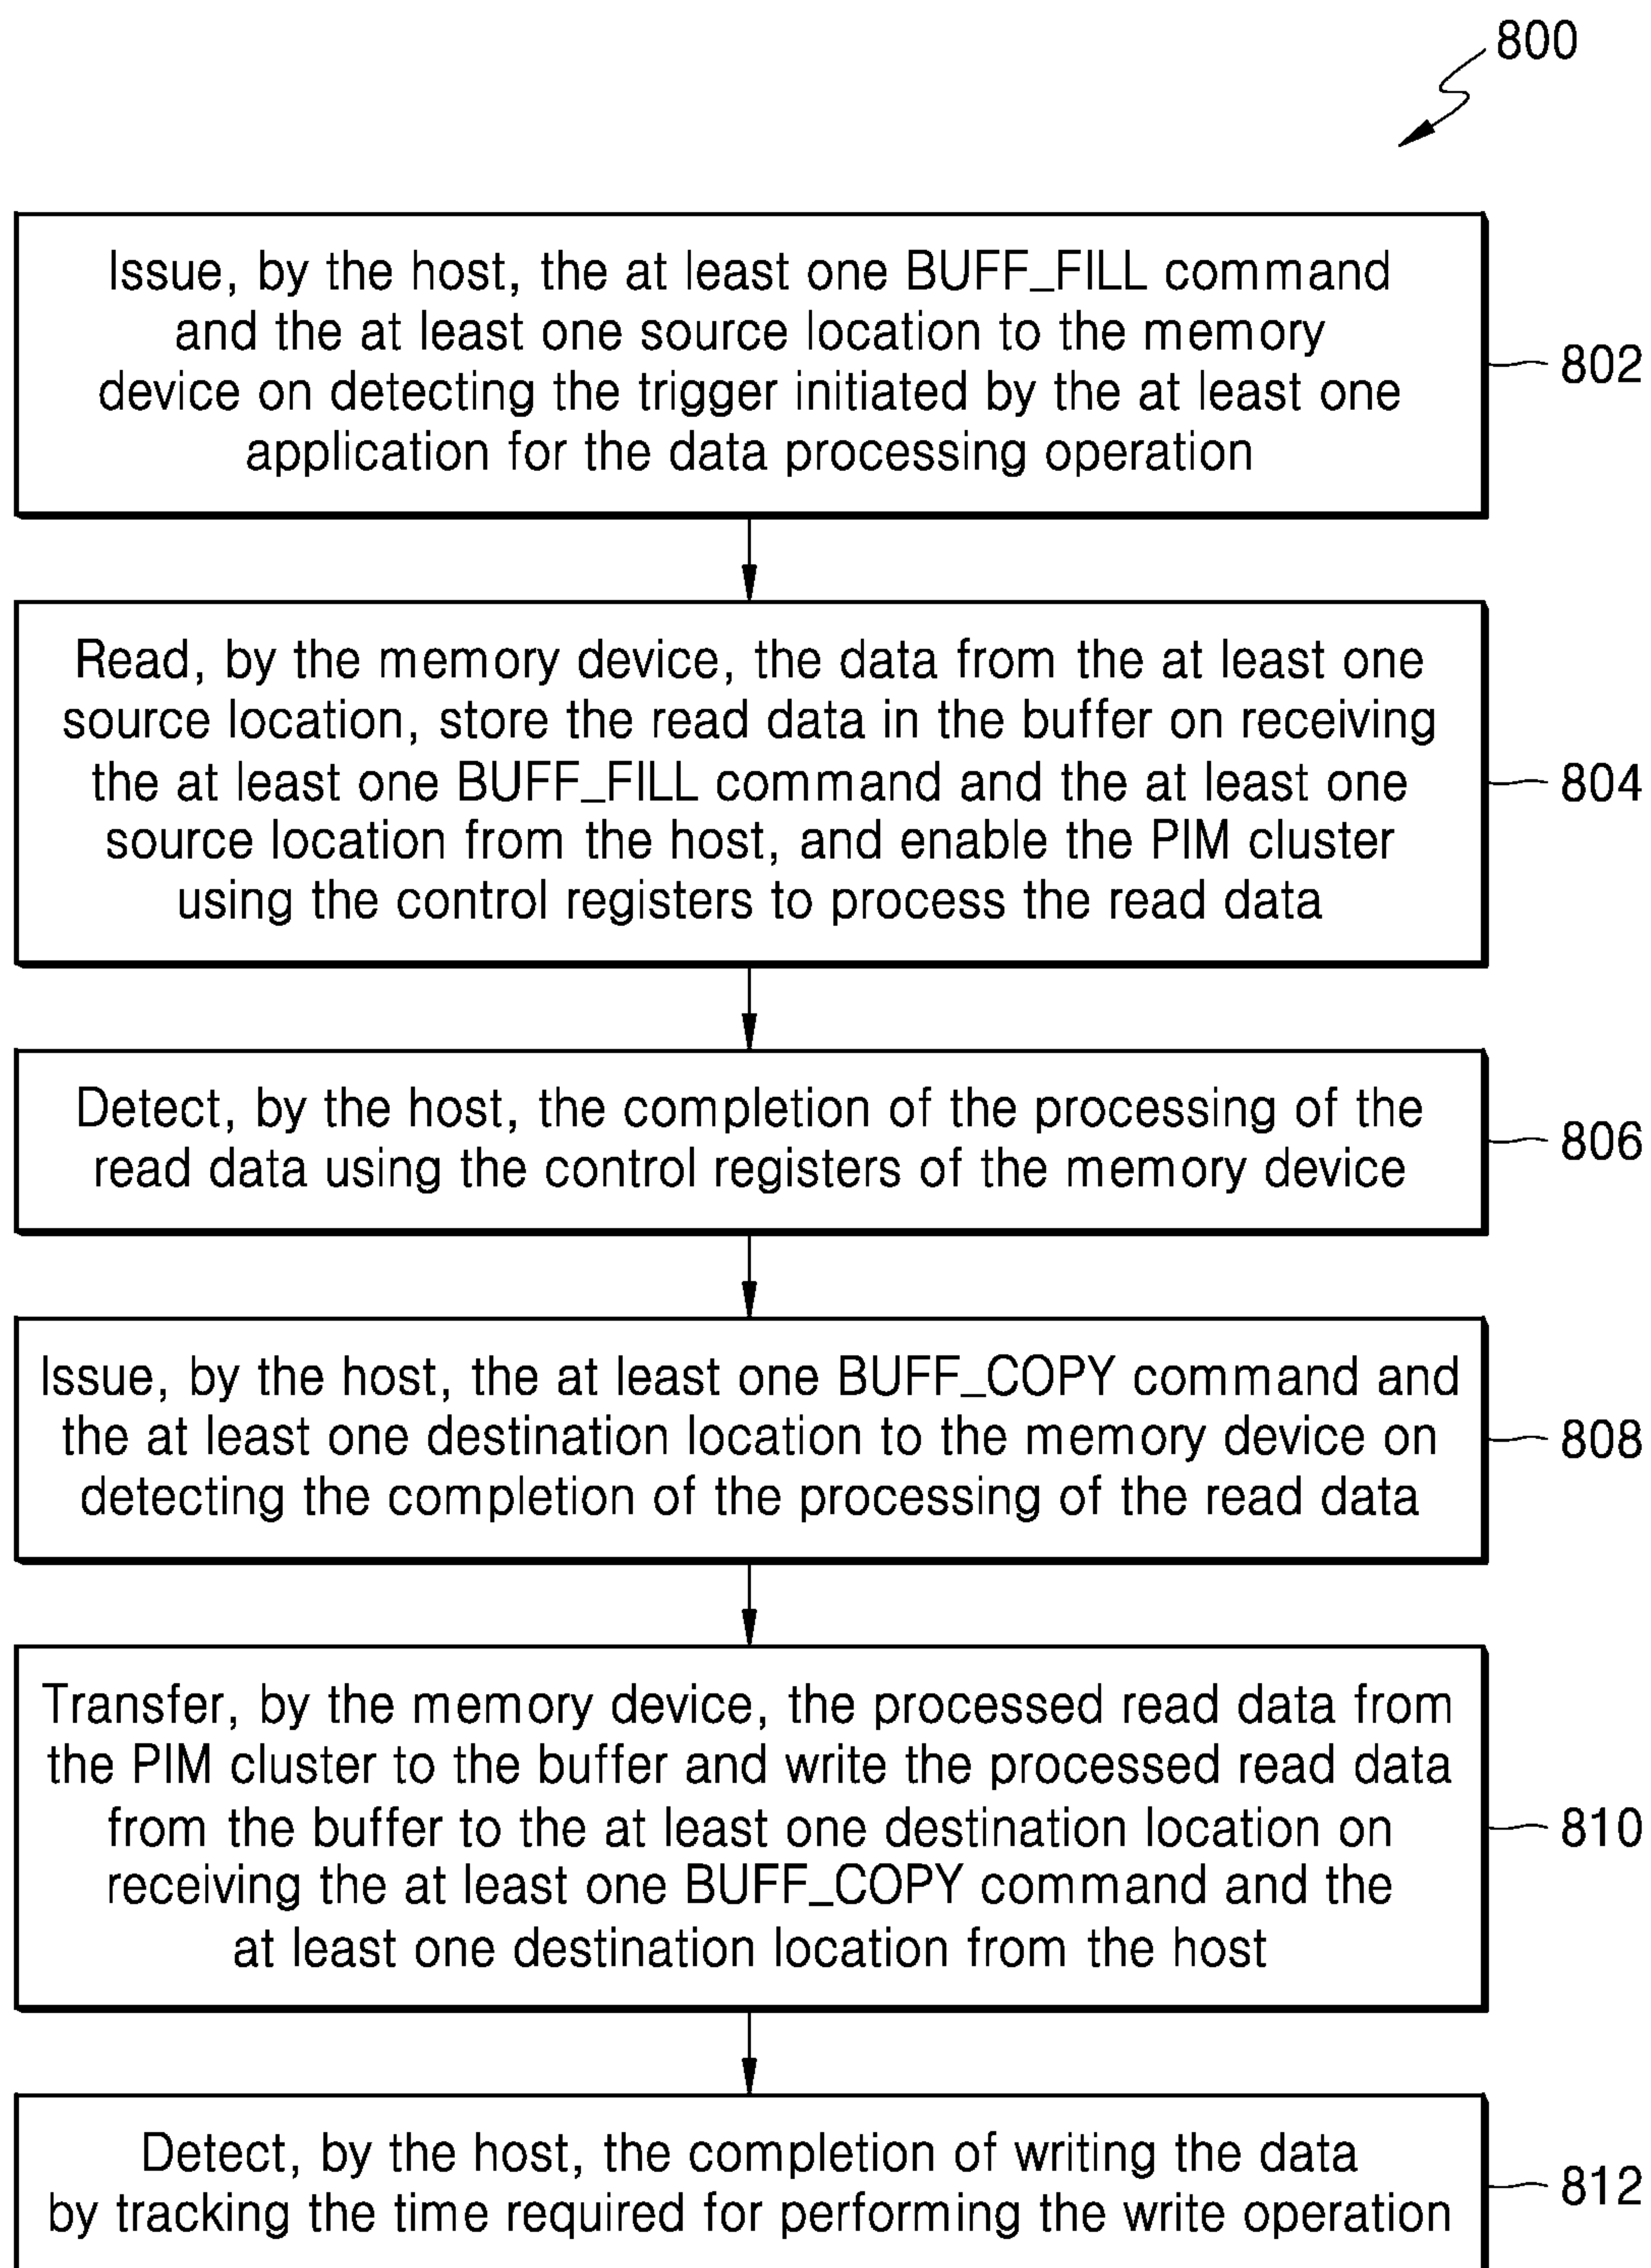 800
Issue, by the host, the at least one BUFF_FILL command
and the at least one source location to the memory
device on detecting the trigger initiated by the at least one
application for the data processing operation
802
Read, by the memory device, the data from the at least one
source location, store the read data in the buffer on receiving
the at least one BUFF_FILL command and the at least one
source location from the host, and enable the PIM cluster
using the control registers to process the read data
804
Detect, by the host, the completion of the processing of the
read data using the control registers of the memory device
806
Issue, by the host, the at least one BUFF_COPY command and
the at least one destination location to the memory device on
detecting the completion of the processing of the read data
808
Transfer, by the memory device, the processed read data from
the PIM cluster to the buffer and write the processed read data
from the buffer to the at least one destination location on
receiving the at least one BUFF_COPY command and the
at least one destination location from the host
810
Detect, by the host, the completion of writing the data
by tracking the time required for performing the write operation
812